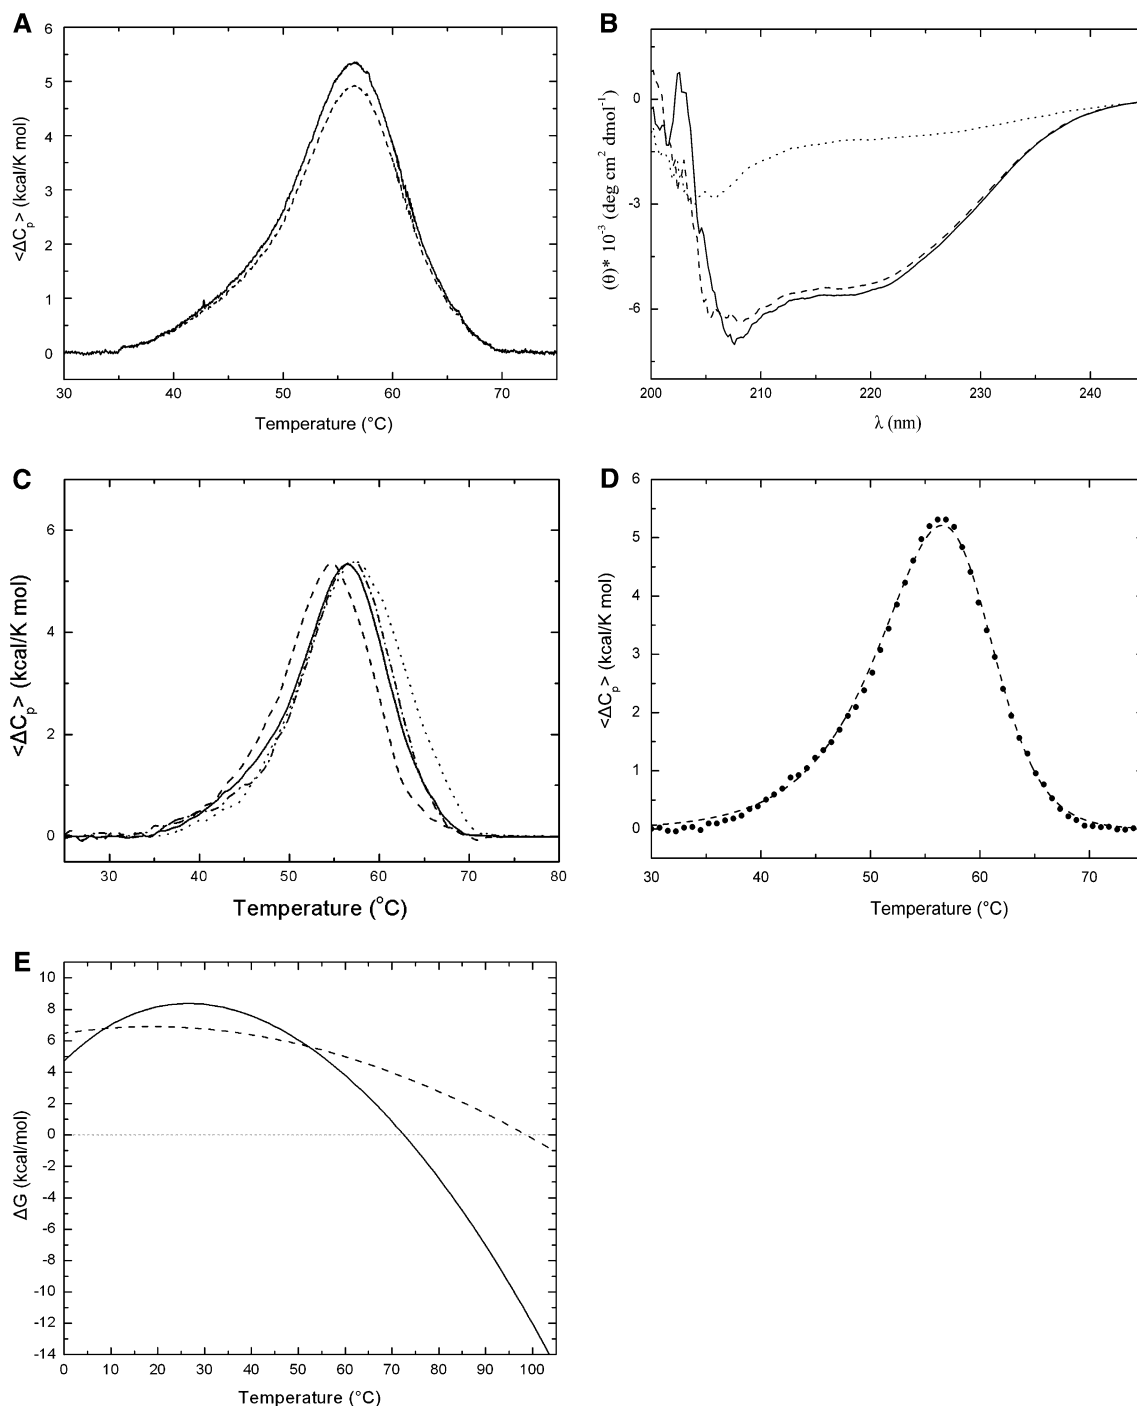 A
6
5
4
3
2
1
0
<ΔCp> (kcal/K mol)
30 40 50 60 70
Temperature (°C)
B
0
-3
-6
(θ)* 10⁻³ (deg cm² dmol⁻¹)
200 210 220 230 240
λ (nm)
C
6
4
2
0
<ΔCp> (kcal/K mol)
30 40 50 60 70 80
Temperature (°C)
D
6
5
4
3
2
1
0
<ΔCp> (kcal/K mol)
30 40 50 60 70
Temperature (°C)
E
10
8
6
4
2
0
-2
-4
-6
-8
-10
-12
-14
ΔG (kcal/mol)
0 10 20 30 40 50 60 70 80 90 100
Temperature (°C)